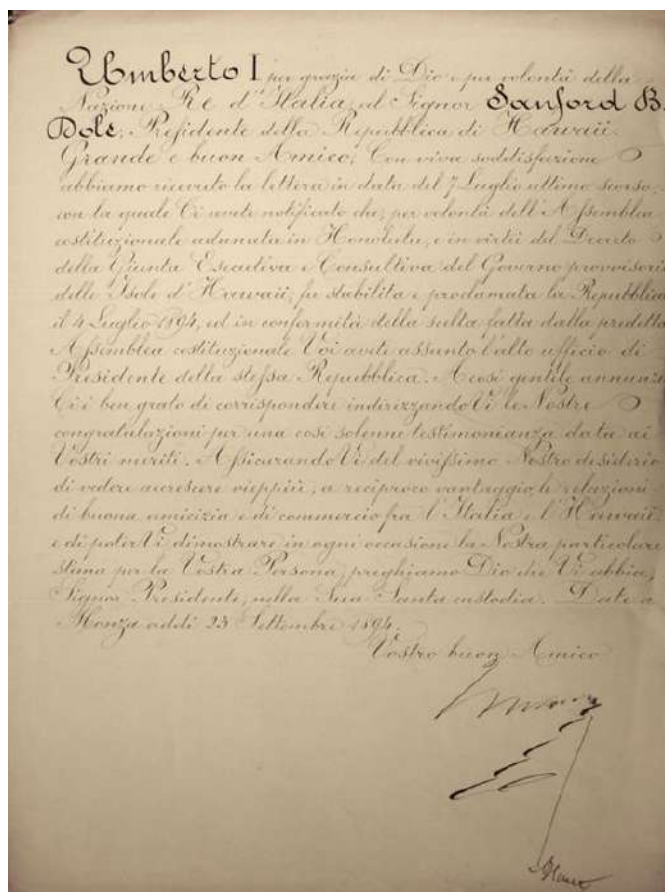 Umberto I per grazia di Dio e per volontà della
Nazione Re d'Italia, al Signor Sanford B.
Dole, Presidente della Repubblica di Hawaii.
Grande e buon Amico, Con viva soddisfazione
abbiamo ricevuto la lettera in data del 7 Luglio ultimo scorso,
con la quale Ci avete notificato che, per volontà dell'Assemblea
costituzionale adunata in Honolulu, e in virtù del Decreto
della Giunta Esecutiva e Consultiva del Governo provvisorio
delle Isole d'Hawaii, fu stabilita e proclamata la Repubblica
il 4 Luglio 1894, ed in conformità della scelta fatta dalla predetta
Assemblea costituzionale Voi avete assunto l'alto ufficio di
Presidente della stessa Repubblica. A così gentile annunzio
Ci è ben grato di corrispondere indirizzandoVi le Nostre
congratulazioni per una così solenne testimonianza data ai
Vostri meriti. AssicurandoVi del vivissimo Nostro desiderio
di vedere accrescere vieppiù, a reciproco vantaggio, le relazioni
di buona amicizia e di commercio fra l'Italia e l'Hawaii,
e di poterVi dimostrare in ogni occasione la Nostra particolare
stima per la Vostra Persona, preghiamo Dio che Vi abbia,
Signor Presidente, nella Sua Santa custodia. Data a
Monza addì 23 Settembre 1894.
Vostro buon Amico